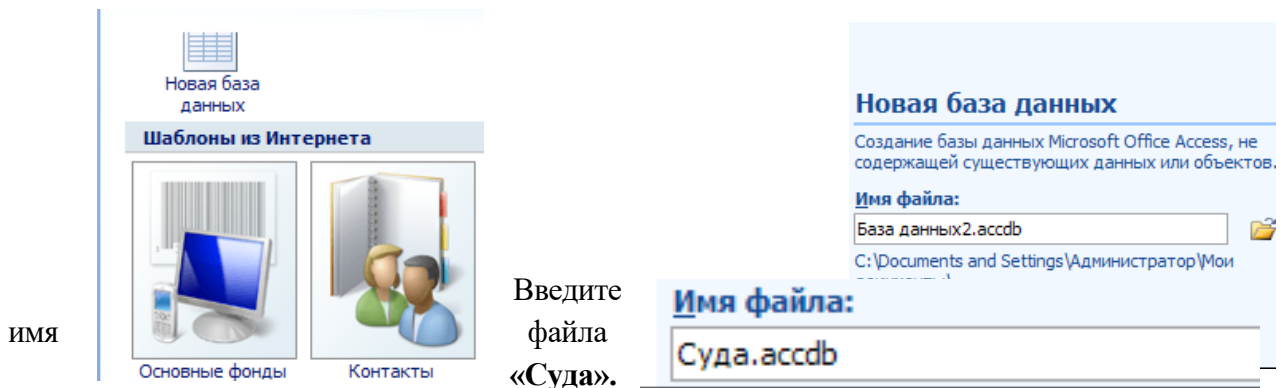 Новая база
данных
Шаблоны из Интернета
Основные фонды
Контакты
Новая база данных
Создание базы данных Microsoft Office Access, не
содержащей существующих данных или объектов.
Имя файла:
База данных2.accdb
C:\Documents and Settings\Администратор\Мои
Введите
имя файла
«Суда».
Имя файла:
Суда.accdb